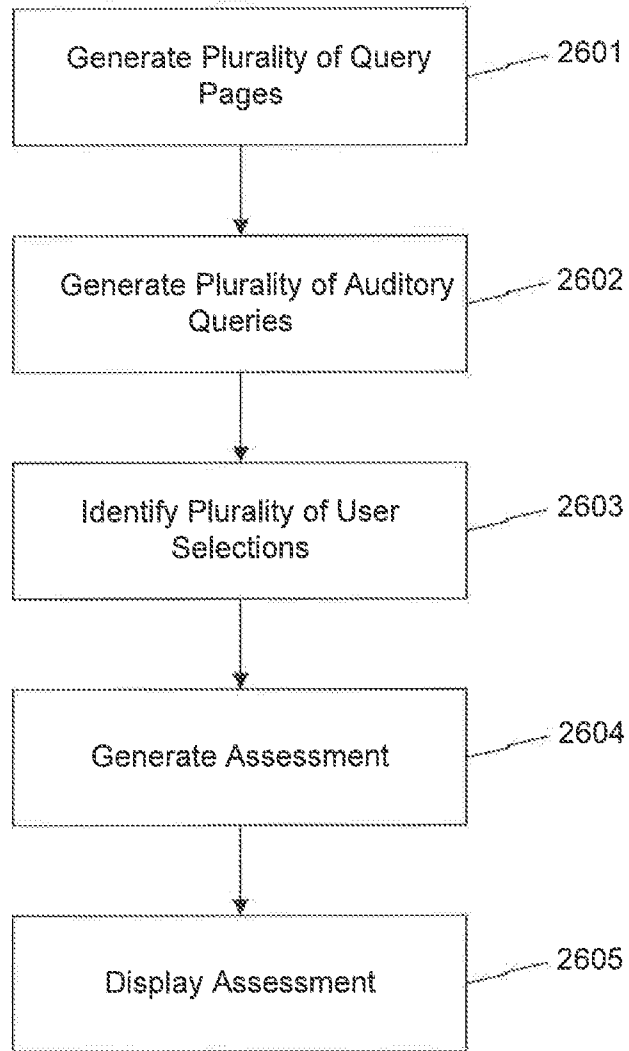 Generate Plurality of Query
Pages
2601
Generate Plurality of Auditory
Queries
2602
Identify Plurality of User
Selections
2603
Generate Assessment
2604
Display Assessment
2605